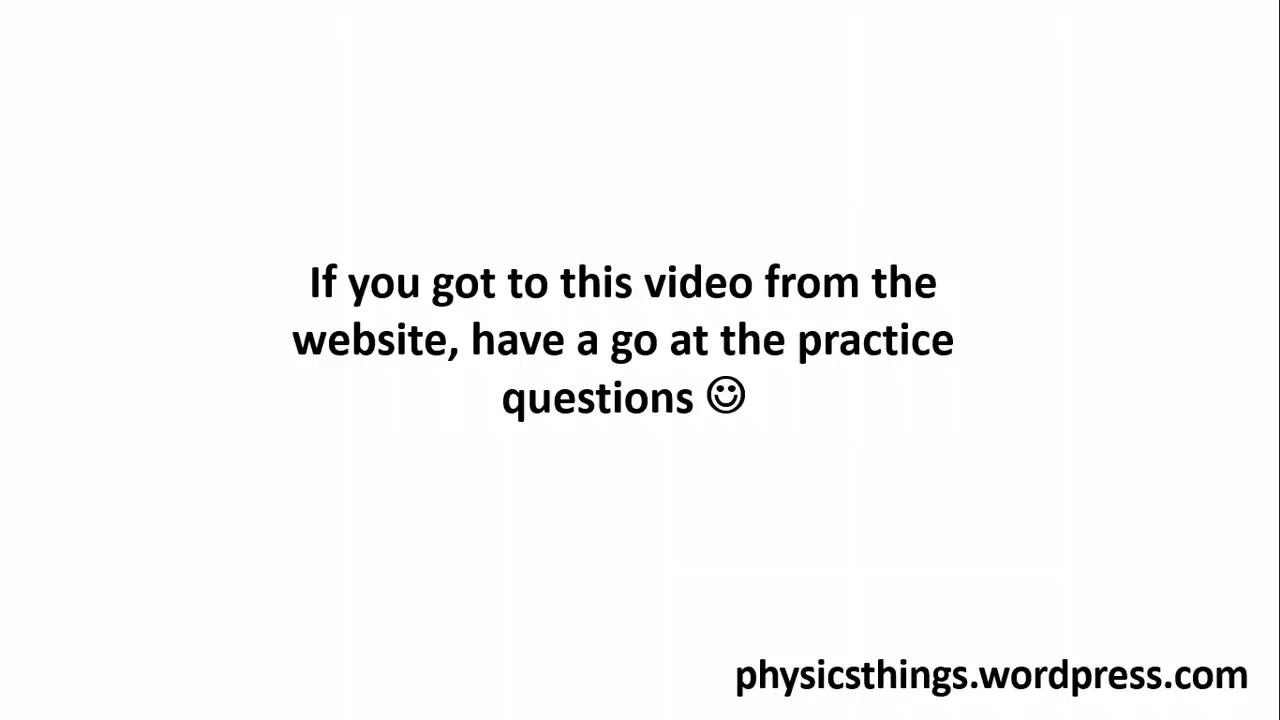 If you got to this video from the
website, have a go at the practice
questions ☺
physicsthings.wordpress.com